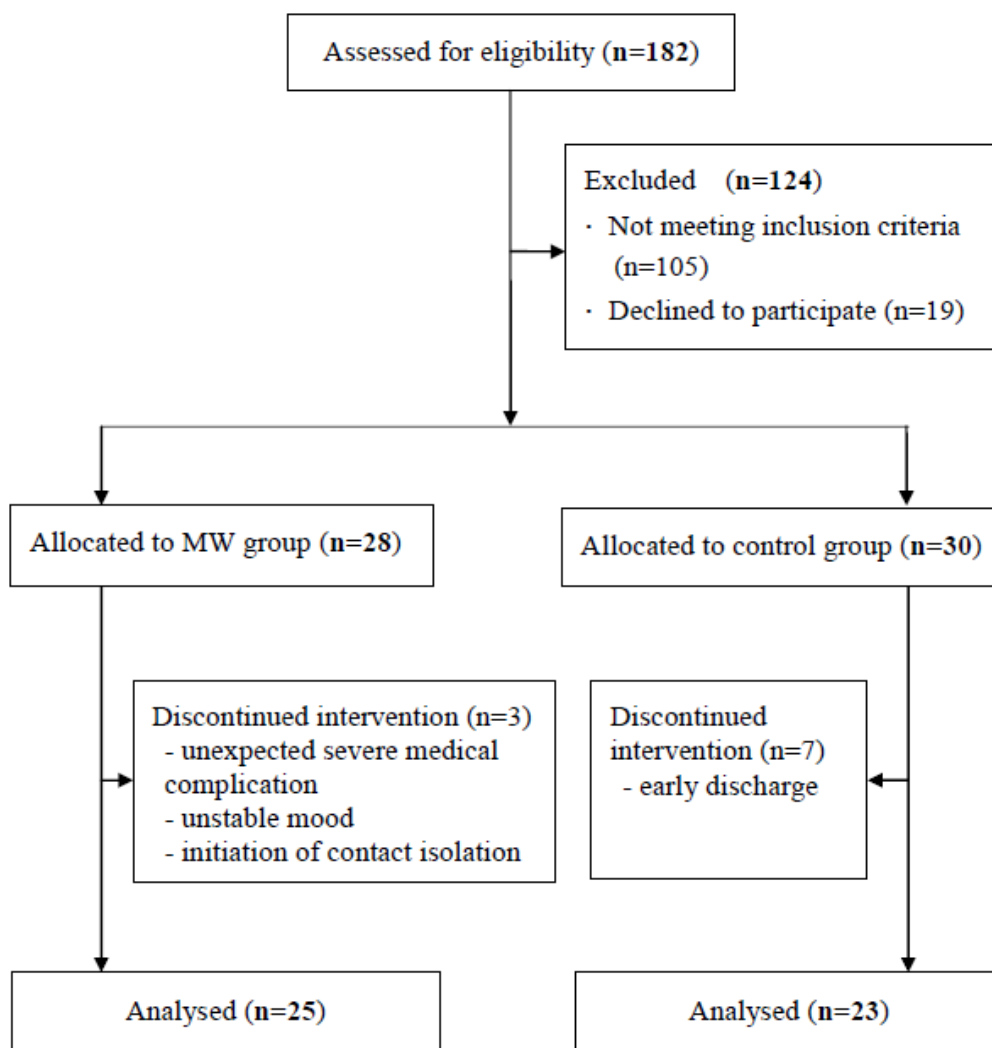 Assessed for eligibility (n=182)
Excluded (n=124)
· Not meeting inclusion criteria
(n=105)
· Declined to participate (n=19)
Allocated to MW group (n=28)
Allocated to control group (n=30)
Discontinued intervention (n=3)
- unexpected severe medical
complication
- unstable mood
- initiation of contact isolation
Discontinued
intervention (n=7)
- early discharge
Analysed (n=25)
Analysed (n=23)